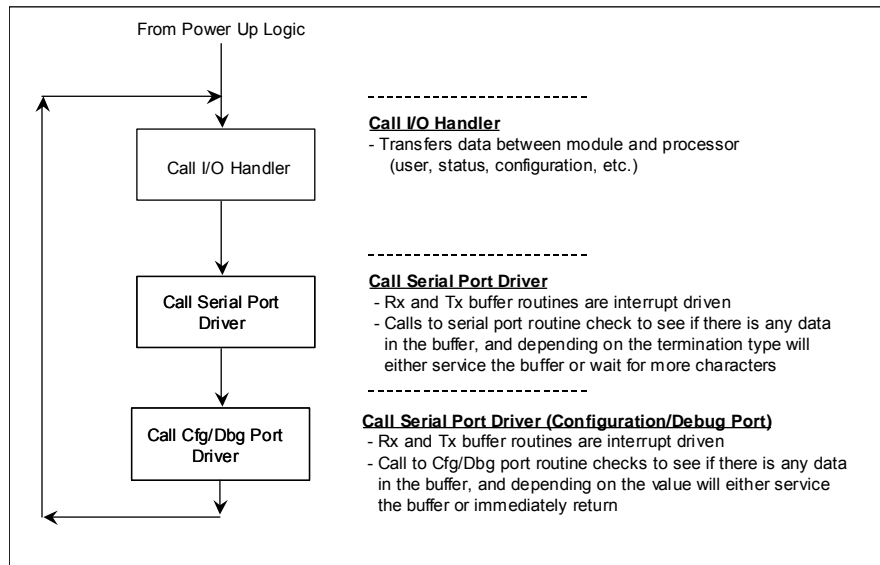 From Power Up Logic
Call I/O Handler
Call I/O Handler
- Transfers data between module and processor
(user, status, configuration, etc.)
Call Serial Port
Driver
Call Serial Port Driver
- Rx and Tx buffer routines are interrupt driven
- Calls to serial port routine check to see if there is any data
in the buffer, and depending on the termination type will
either service the buffer or wait for more characters
Call Cfg/Dbg Port
Driver
Call Serial Port Driver (Configuration/Debug Port)
- Rx and Tx buffer routines are interrupt driven
- Call to Cfg/Dbg port routine checks to see if there is any data
in the buffer, and depending on the value will either service
the buffer or immediately return